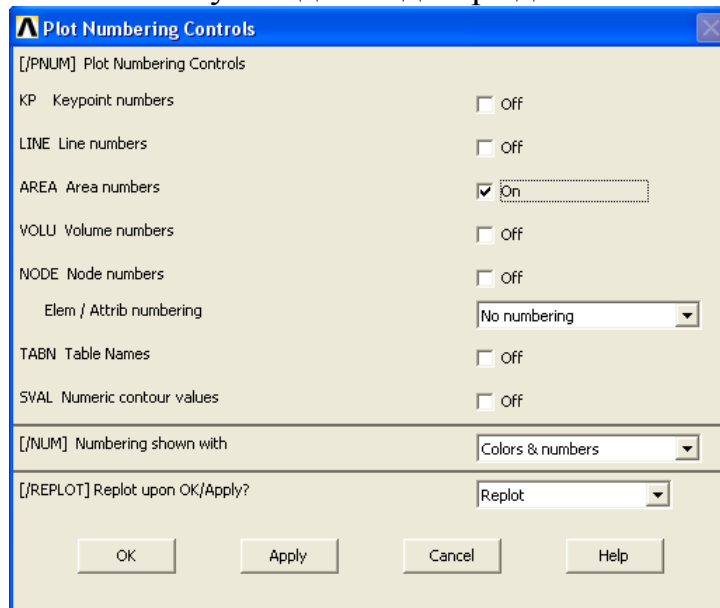 Plot Numbering Controls
[/PNUM] Plot Numbering Controls
KP Keypoint numbers
Off
LINE Line numbers
Off
AREA Area numbers
On
VOLU Volume numbers
Off
NODE Node numbers
Off
Elem / Attrib numbering
No numbering
TABN Table Names
Off
SVAL Numeric contour values
Off
[/NUM] Numbering shown with
Colors & numbers
[/REPLOT] Replot upon OK/Apply?
Replot
OK
Apply
Cancel
Help